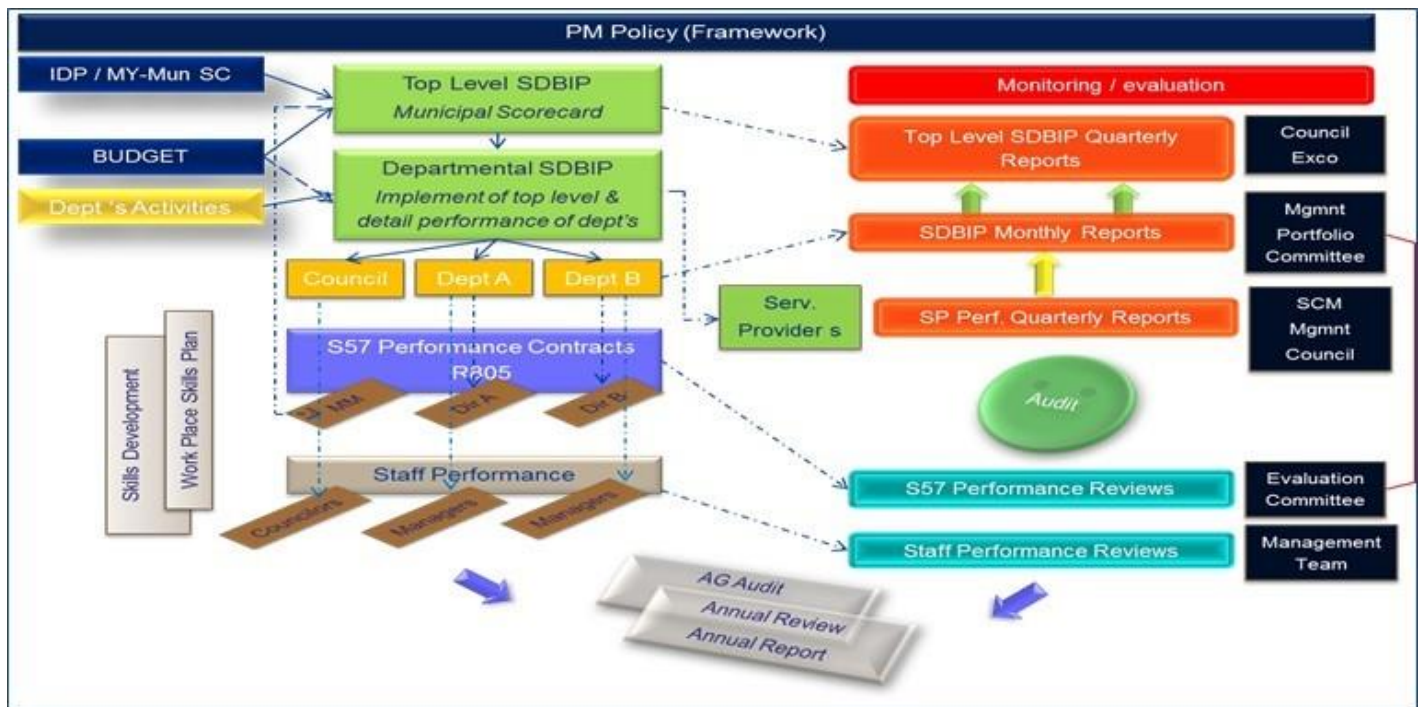 PM Policy (Framework)
IDP / MY-Mun SC
BUDGET
Dept 's Activities
Top Level SDBIP
Municipal Scorecard
Departmental SDBIP
Implement of top level &
detail performance of dept's
Council
Dept A
Dept B
Serv.
Provider s
S57 Performance Contracts
R805
MM
Dir A
Dir B
Staff Performance
Councilors
Managers
Managers
Skills Development
Work Place Skills Plan
Monitoring / evaluation
Top Level SDBIP Quarterly
Reports
Council
Exco
SDBIP Monthly Reports
Mgmnt
Portfolio
Committee
SP Perf. Quarterly Reports
SCM
Mgmnt
Council
Audit
S57 Performance Reviews
Evaluation
Committee
Staff Performance Reviews
Management
Team
AG Audit
Annual Review
Annual Report